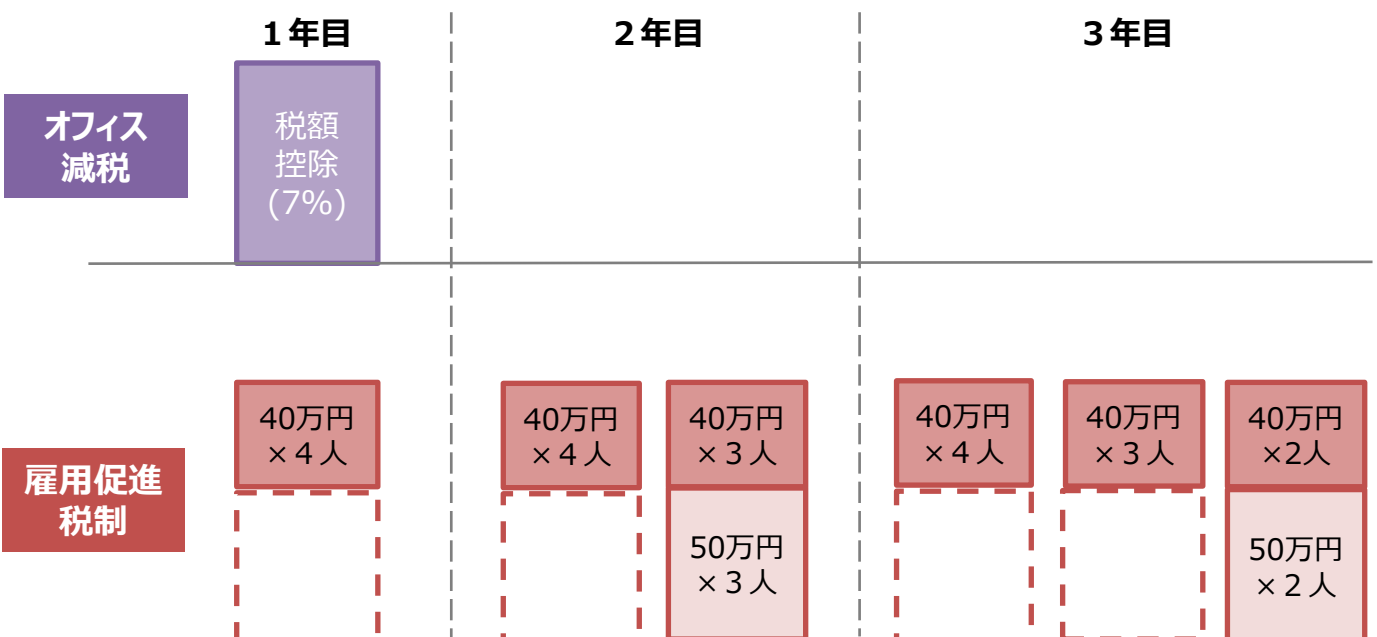 １年目
２年目
３年目
オフィス
減税
税額
控除
(7%)
雇用促進
税制
40万円
×４人
40万円
×４人
40万円
×３人
50万円
×３人
40万円
×４人
40万円
×３人
40万円
×2人
50万円
×２人